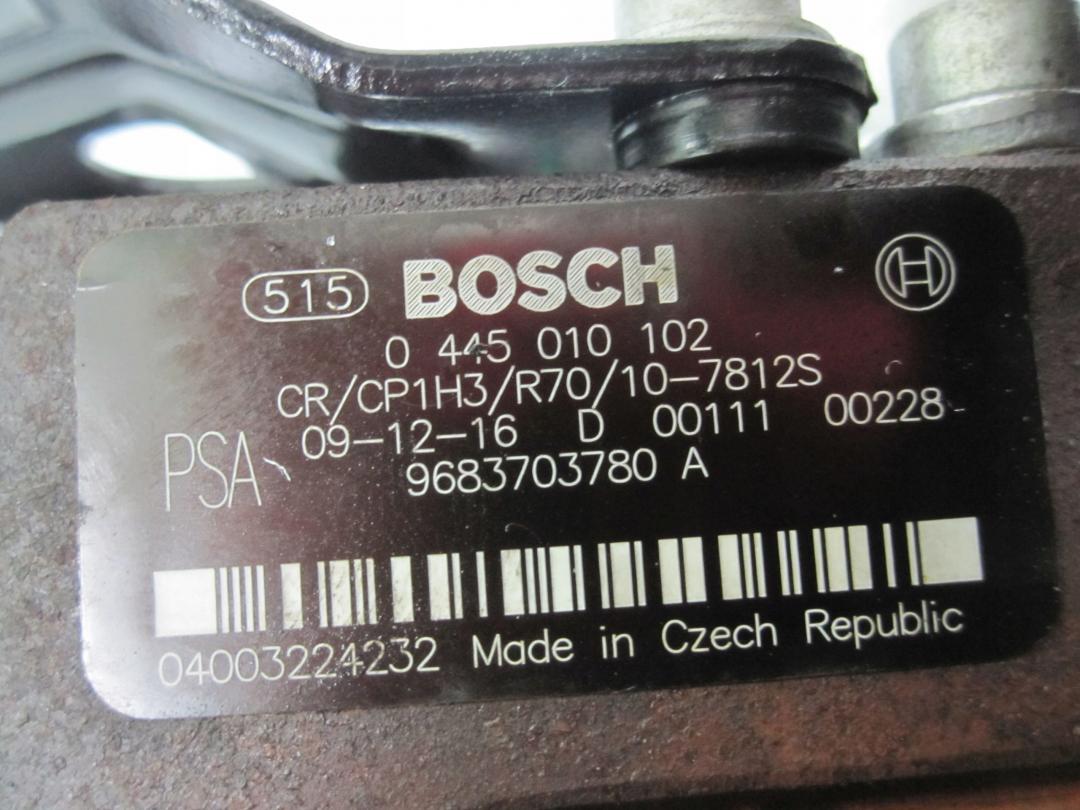 515 BOSCH
0 445 010 102
CR/CP1H3/R70/10-7812S
PSA 09-12-16 D 00111 00228
9683703780 A
04003224232 Made in Czech Republic